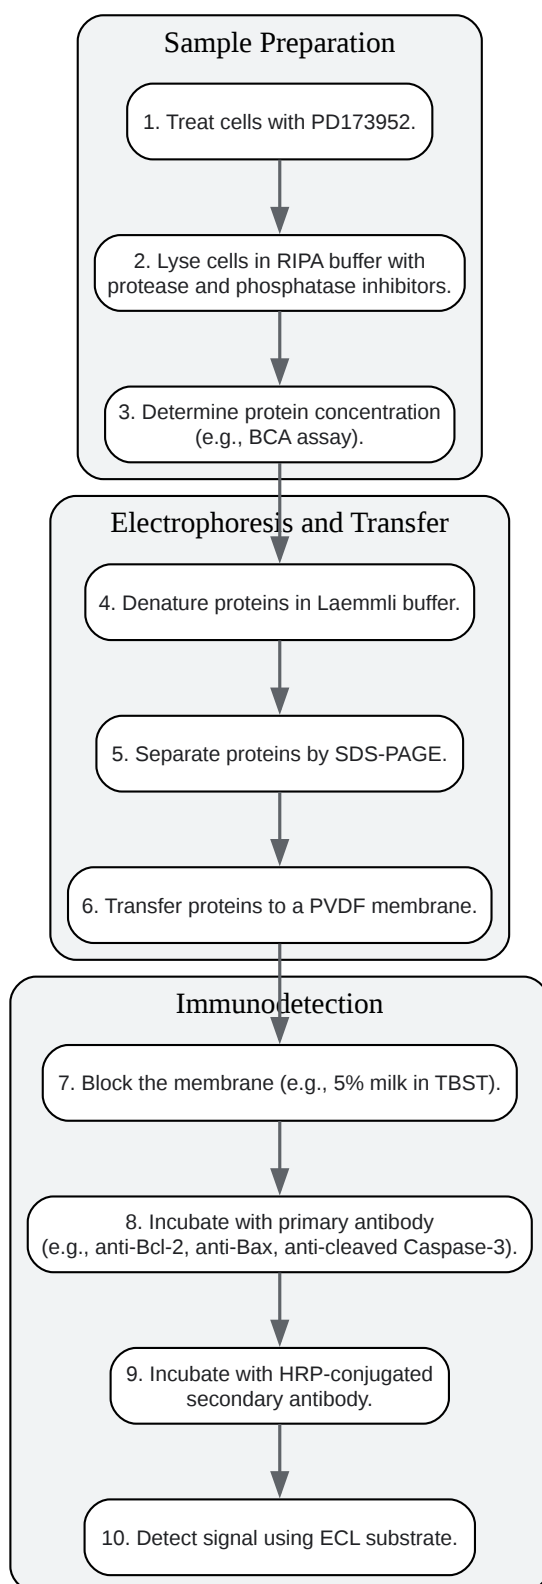 Sample Preparation
1. Treat cells with PD173952.
2. Lyse cells in RIPA buffer with
protease and phosphatase inhibitors.
3. Determine protein concentration
(e.g., BCA assay).
Electrophoresis and Transfer
4. Denature proteins in Laemmli buffer.
5. Separate proteins by SDS-PAGE.
6. Transfer proteins to a PVDF membrane.
Immunodetection
7. Block the membrane (e.g., 5% milk in TBST).
8. Incubate with primary antibody
(e.g., anti-Bcl-2, anti-Bax, anti-cleaved Caspase-3).
9. Incubate with HRP-conjugated
secondary antibody.
10. Detect signal using ECL substrate.